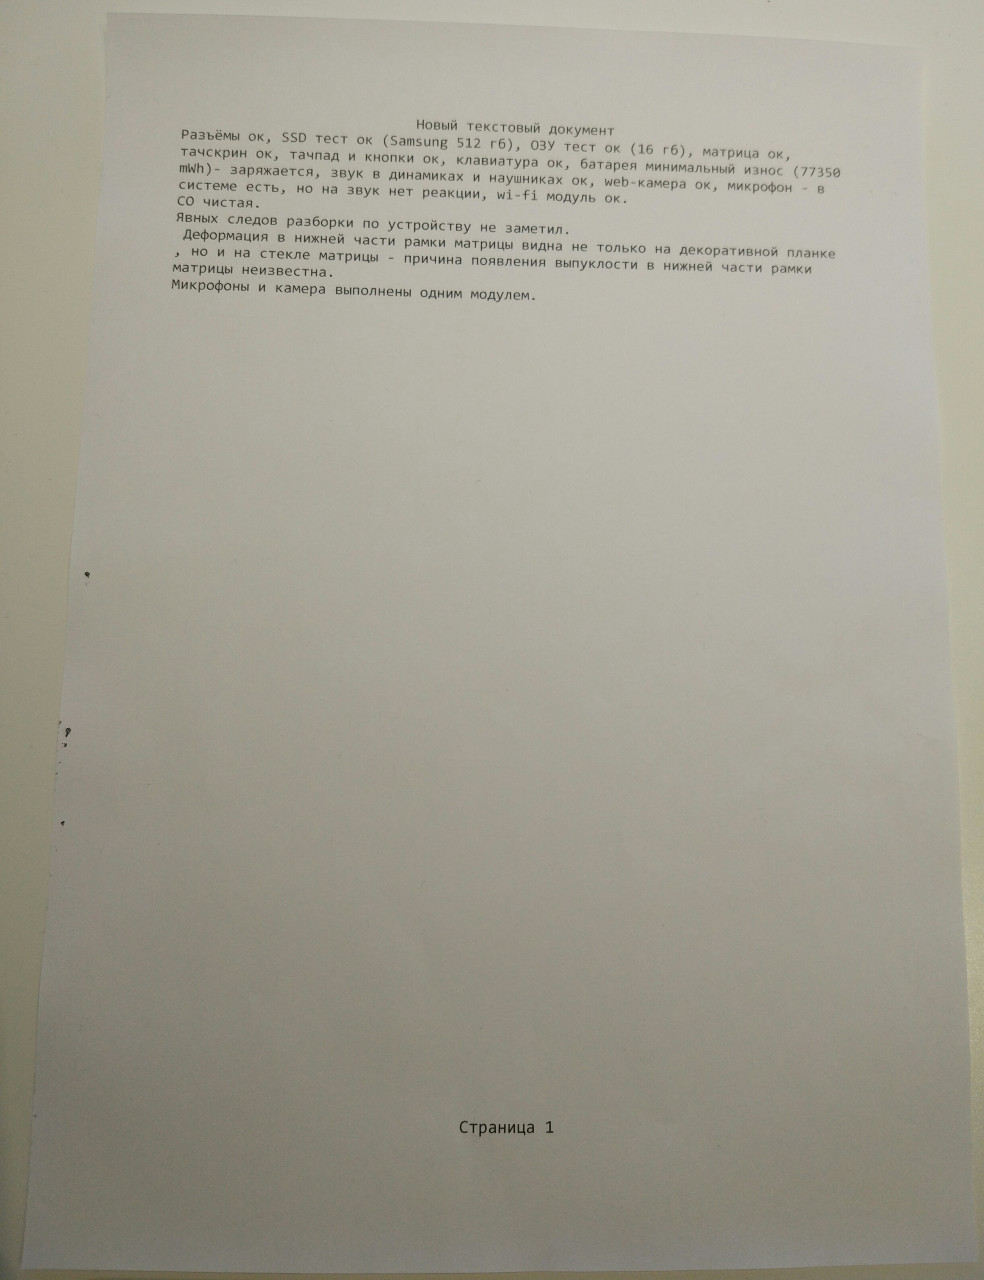 Новый текстовый документ
Разъёмы ок, SSD тест ок (Samsung 512 гб), ОЗУ тест ок (16 гб), матрица ок,
тачскрин ок, тачпад и кнопки ок, клавиатура ок, батарея минимальный износ (77350
mWh)- заряжается, звук в динамиках и наушниках ок, web-камера ок, микрофон - в
системе есть, но на звук нет реакции, wi-fi модуль ок.
СО чистая.
Явных следов разборки по устройству не заметил.
Деформация в нижней части рамки матрицы видна не только на декоративной планке
, но и на стекле матрицы - причина появления выпуклости в нижней части рамки
матрицы неизвестна.
Микрофоны и камера выполнены одним модулем.
Страница 1